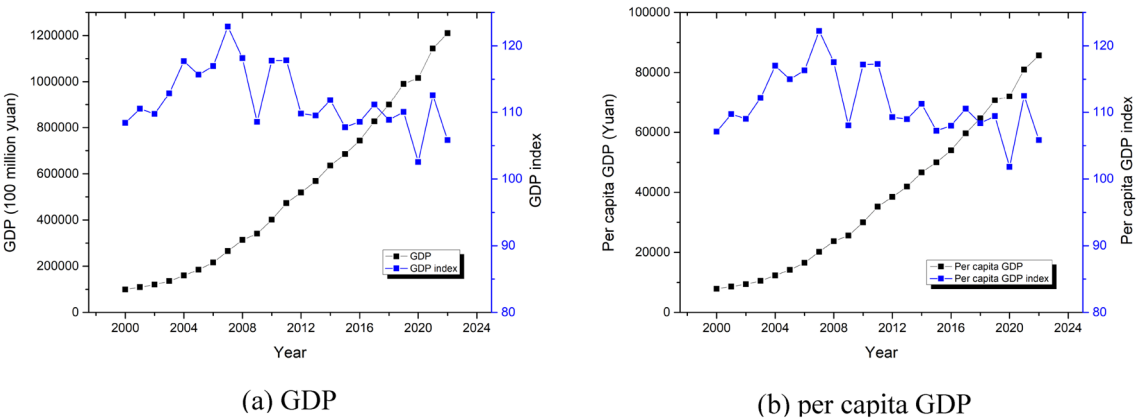 1200000
1000000
800000
600000
400000
200000
0
GDP (100 million yuan)
120
110
100
90
80
GDP index
2000 2004 2008 2012 2016 2020 2024
Year
GDP
GDP index
(a) GDP
100000
80000
60000
40000
20000
0
Per capita GDP (Yuan)
120
110
100
90
80
Per capita GDP index
2000 2004 2008 2012 2016 2020 2024
Year
Per capita GDP
Per capita GDP index
(b) per capita GDP